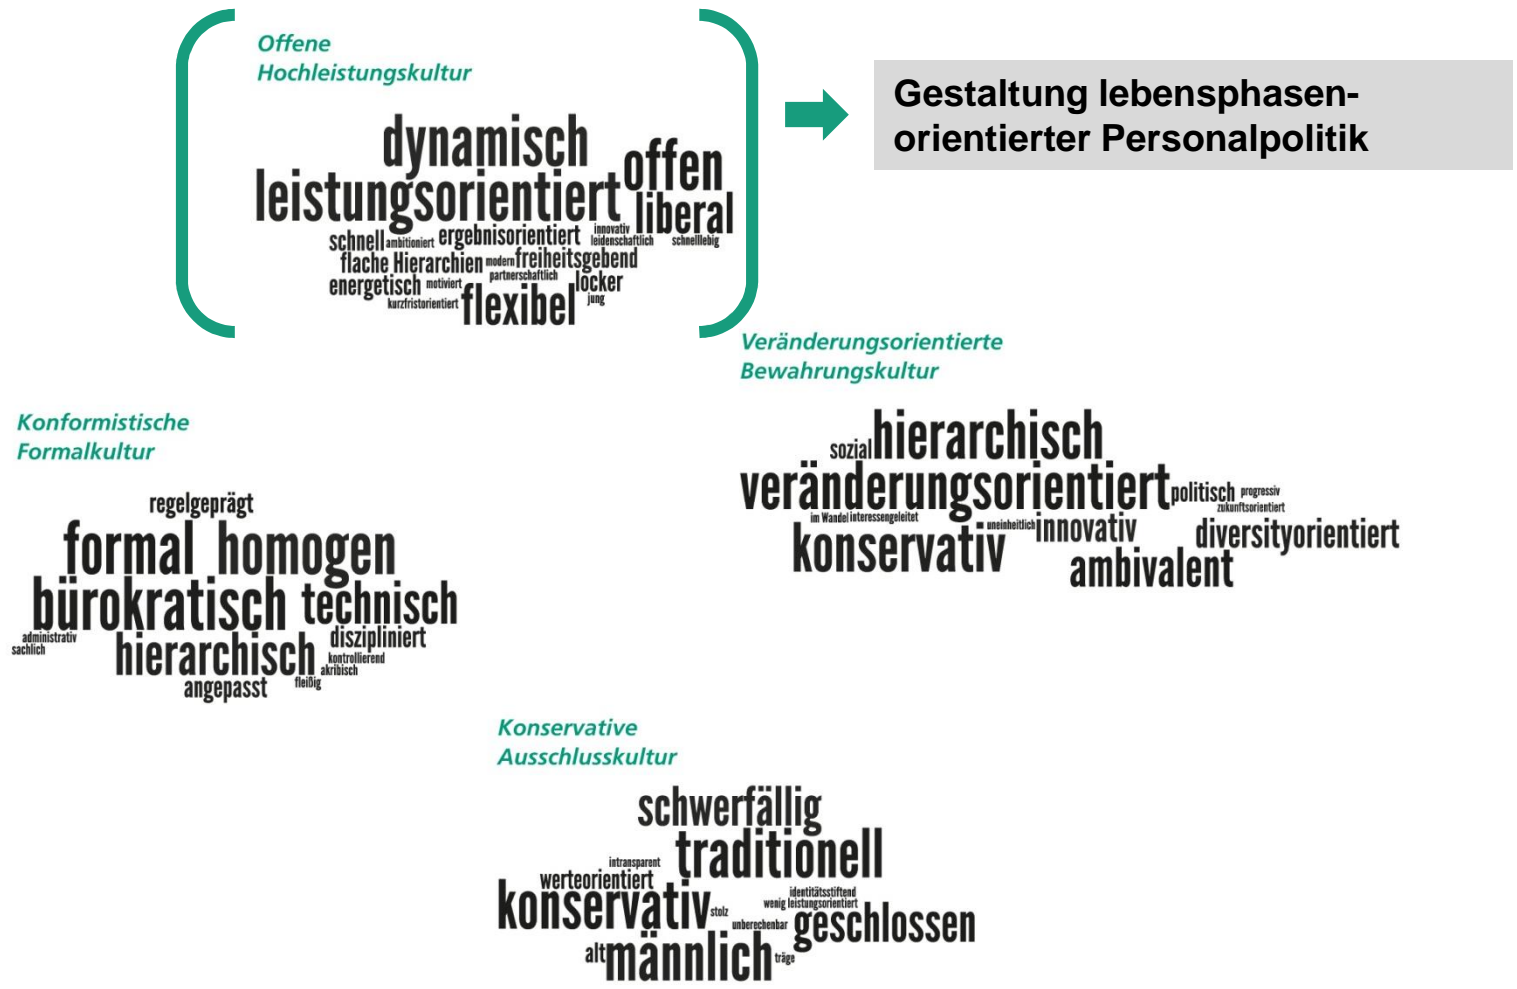 Offene
Hochleistungskultur
dynamisch
offen
leistungsorientiert
liberal
schnell ambitioniert ergebnisorientiert innovativ
leidenschaftlich schnelllebig
flache Hierarchien modern freiheitsgebend
partnerschaftlich
energetisch motiviert locker
kurzfristorientiert flexibel jung
Gestaltung lebensphasen-
orientierter Personalpolitik
Veränderungsorientierte
Bewahrungskultur
sozial hierarchisch
veränderungsorientiert politisch progressiv
zukunftsorientiert
im Wandel interessengeleitet uneinheitlich innovativ diversityorientiert
konservativ ambivalent
Konformistische
Formalkultur
regelgeprägt
formal homogen
bürokratisch technisch
administrativ
sachlich hierarchisch diszipliniert
kontrollierend
akribisch
angepasst fleißig
Konservative
Ausschlusskultur
schwerfällig
traditionell
intransparent
werteorientiert
identitätsstiftend
wenig leistungsorientiert
konservativ stolz unberechenbar geschlossen
alt männlich träge